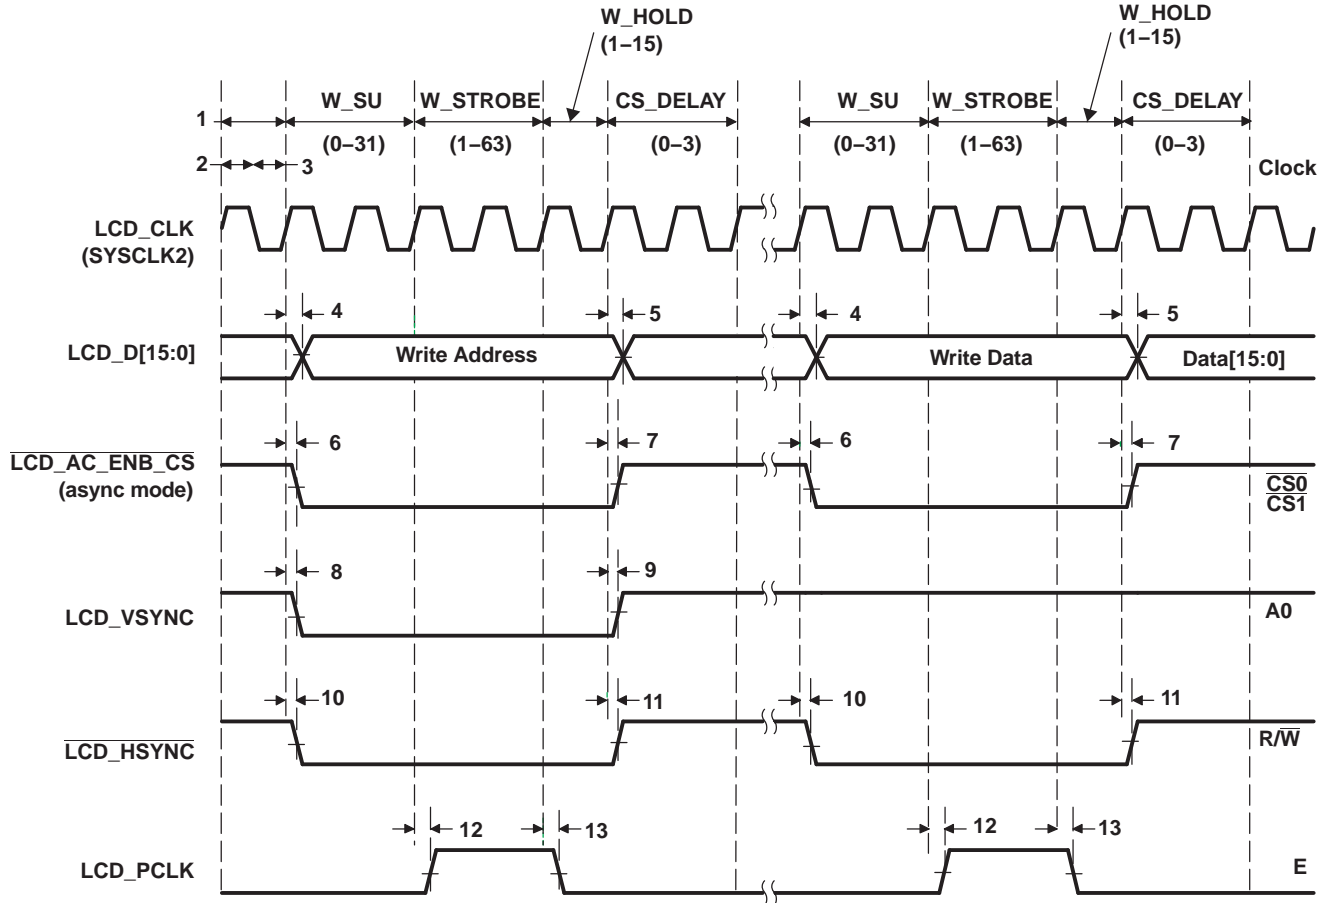 W_HOLD
(1–15)
W_HOLD
(1–15)
W_SU
W_STROBE
CS_DELAY
W_SU
W_STROBE
CS_DELAY
1
(0–31)
(1–63)
(0–3)
(0–31)
(1–63)
(0–3)
2
3
Clock
LCD_CLK
(SYSCLK2)
4
5
4
5
LCD_D[15:0]
Write Address
Write Data
Data[15:0]
6
7
6
7
LCD_AC_ENB_CS
(async mode)
CS0
CS1
8
9
LCD_VSYNC
A0
10
11
10
11
LCD_HSYNC
R/W
12
13
12
13
LCD_PCLK
E